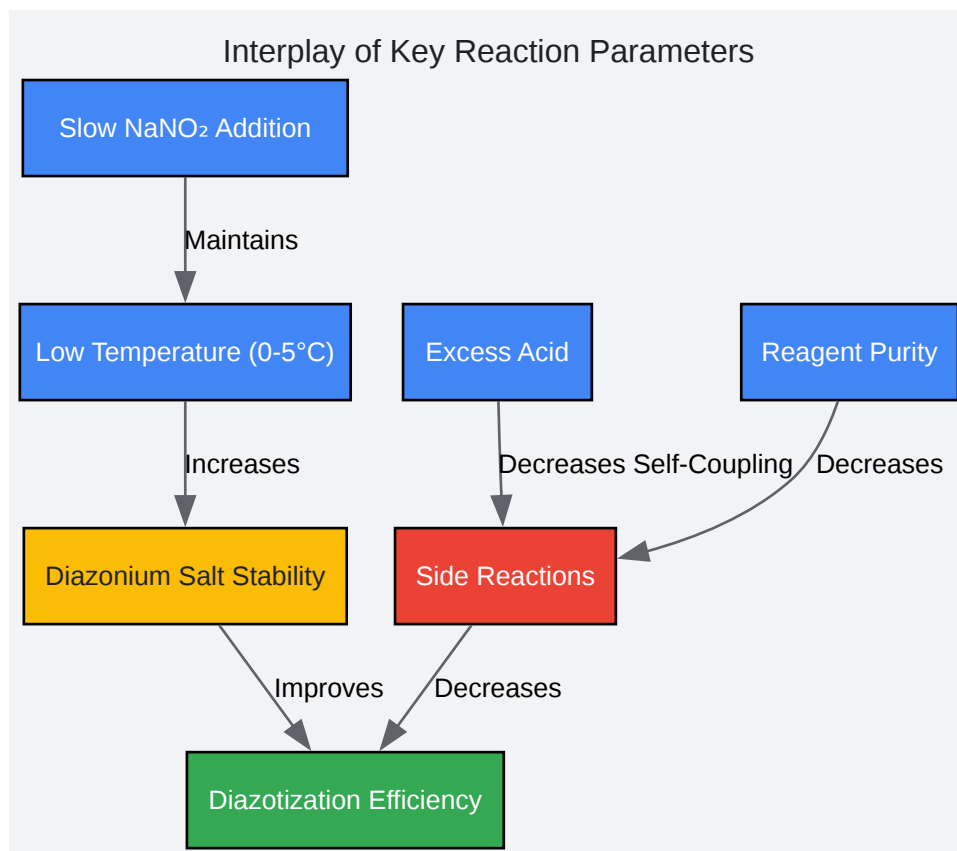 Interplay of Key Reaction Parameters
Slow NaNO₂ Addition
Maintains
Low Temperature (0-5°C)
Excess Acid
Reagent Purity
Increases
Decreases Self-Coupling
Decreases
Diazonium Salt Stability
Side Reactions
Improves
Decreases
Diazotization Efficiency